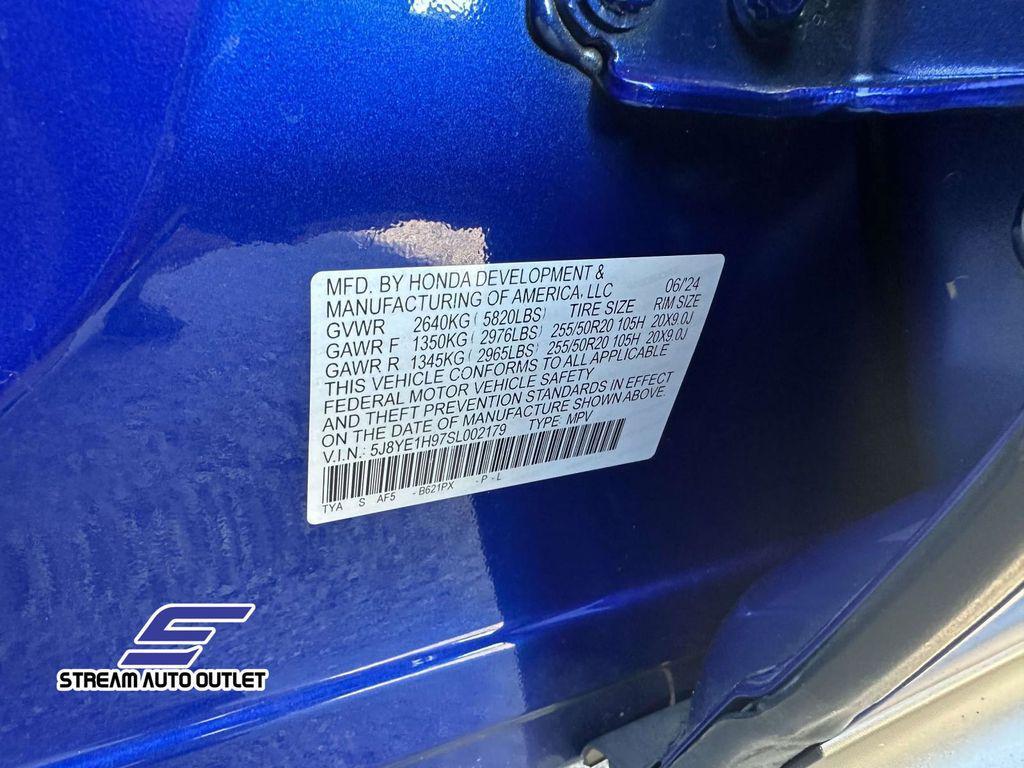 MFD. BY HONDA DEVELOPMENT & 06/'24
MANUFACTURING OF AMERICA, LLC
GVWR 2640KG ( 5820LBS) TIRE SIZE RIM SIZE
GAWR F 1350KG ( 2976LBS) 255/50R20 105H 20X9.0J
GAWR R 1345KG ( 2965LBS) 255/50R20 105H 20X9.0J
THIS VEHICLE CONFORMS TO ALL APPLICABLE
FEDERAL MOTOR VEHICLE SAFETY
AND THEFT PREVENTION STANDARDS IN EFFECT
ON THE DATE OF MANUFACTURE SHOWN ABOVE.
V.I.N.: 5J8YE1H97SL002179 TYPE: MPV
TYA S AF5 - B621PX - P - L
STREAM AUTO OUTLET